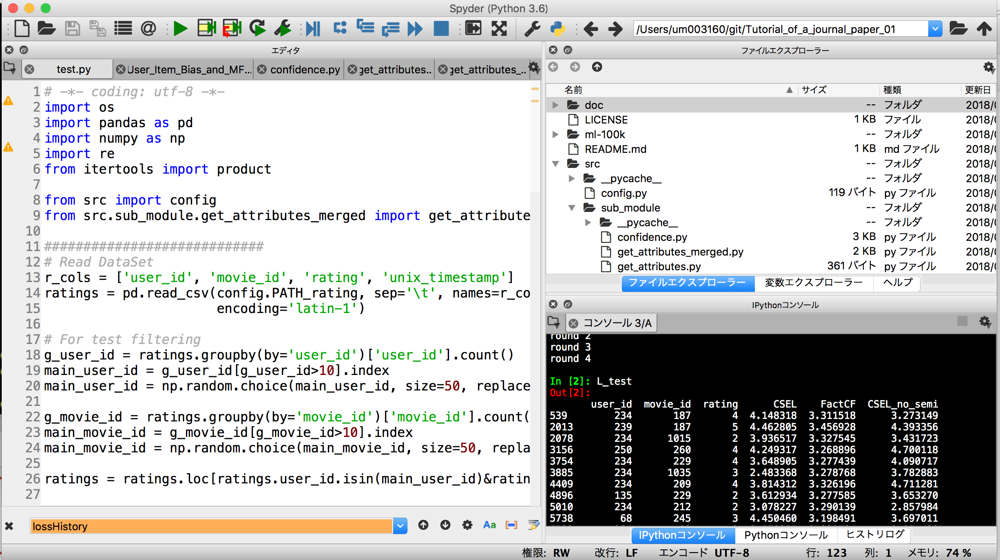 Spyder (Python 3.6)
/Users/um003160/git/Tutorial_of_a_journal_paper_01
エディタ
test.py
User_Item_Bias_and_MF...
confidence.py
get_attributes...
get_attributes_...
1 # -*- coding: utf-8 -*-
2 import os
3 import pandas as pd
4 import numpy as np
5 import re
6 from itertools import product
7
8 from src import config
9 from src.sub_module.get_attributes_merged import get_attribute
10
11 ############################
12 # Read DataSet
13 r_cols = ['user_id', 'movie_id', 'rating', 'unix_timestamp']
14 ratings = pd.read_csv(config.PATH_rating, sep='\t', names=r_co
15 encoding='latin-1')
16
17 # For test filtering
18 g_user_id = ratings.groupby(by='user_id')['user_id'].count()
19 main_user_id = g_user_id[g_user_id>10].index
20 main_user_id = np.random.choice(main_user_id, size=50, replace
21
22 g_movie_id = ratings.groupby(by='movie_id')['movie_id'].count(
23 main_movie_id = g_movie_id[g_movie_id>10].index
24 main_movie_id = np.random.choice(main_movie_id, size=50, repla
25
26 ratings = ratings.loc[ratings.user_id.isin(main_user_id)&ratin
27
lossHistory
Aa
ファイルエクスプローラー
名前 サイズ 種類 更新日
doc -- フォルダ 2018/
LICENSE 1 KB ファイル 2018/
ml-100k -- フォルダ 2018/
README.md 1 KB md ファイル 2018/
src -- フォルダ 2018/
__pycache__ -- フォルダ 2018/
config.py 119 バイト py ファイル 2018/
sub_module -- フォルダ 2018/
__pycache__ -- フォルダ 2018/
confidence.py 3 KB py ファイル 2018/
get_attributes_merged.py 2 KB py ファイル 2018/
get_attributes.py 361 バイト py ファイル 2018/
ファイルエクスプローラー 変数エクスプローラー ヘルプ
IPythonコンソール
コンソール 3/A
round 2
round 3
round 4
In [2]: L_test
Out[2]:
user_id movie_id rating CSEL FactCF CSEL_no_semi
539 234 187 4 4.148318 3.311518 3.273149
2013 239 187 5 4.462805 3.456928 4.393356
2078 234 1015 2 3.936517 3.327545 3.431723
3156 250 260 4 4.249317 3.268896 4.700118
3754 234 229 4 3.648905 3.277439 4.090717
3885 234 1035 3 2.483368 3.278768 3.782883
4409 234 209 4 3.814312 3.326196 4.711281
4896 135 229 2 3.612934 3.277585 3.653270
5010 234 212 2 3.078227 3.290139 2.857984
5738 68 245 3 4.450460 3.198491 3.697011
IPythonコンソール Pythonコンソール ヒストリログ
権限: RW 改行: LF エンコード UTF-8 行: 123 列: 1 メモリ: 74 %